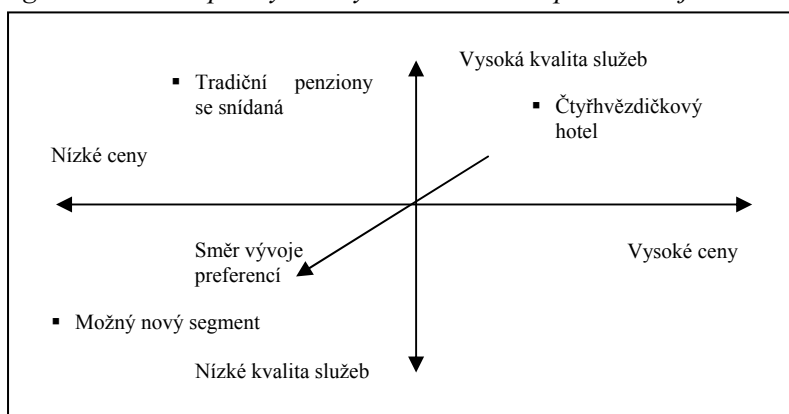 Vysoká kvalita služeb
▪ Tradiční penziony
se snídaná
▪ Čtyřhvězdičkový
hotel
Nízké ceny
Směr vývoje
preferencí
Vysoké ceny
▪ Možný nový segment
Nízké kvalita služeb